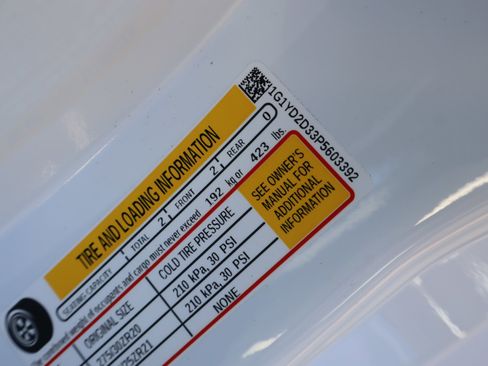 1G1YD2D33P5603392
TIRE AND LOADING INFORMATION
SEATING CAPACITY TOTAL 2 FRONT 2 REAR 0
combined weight of occupants and cargo must never exceed 192 kg or 423 lbs.
ORIGINAL SIZE COLD TIRE PRESSURE
275/30ZR20 210 kPa, 30 PSI
5ZR21 210 kPa, 30 PSI
NONE
SEE OWNER'S
MANUAL FOR
ADDITIONAL
INFORMATION